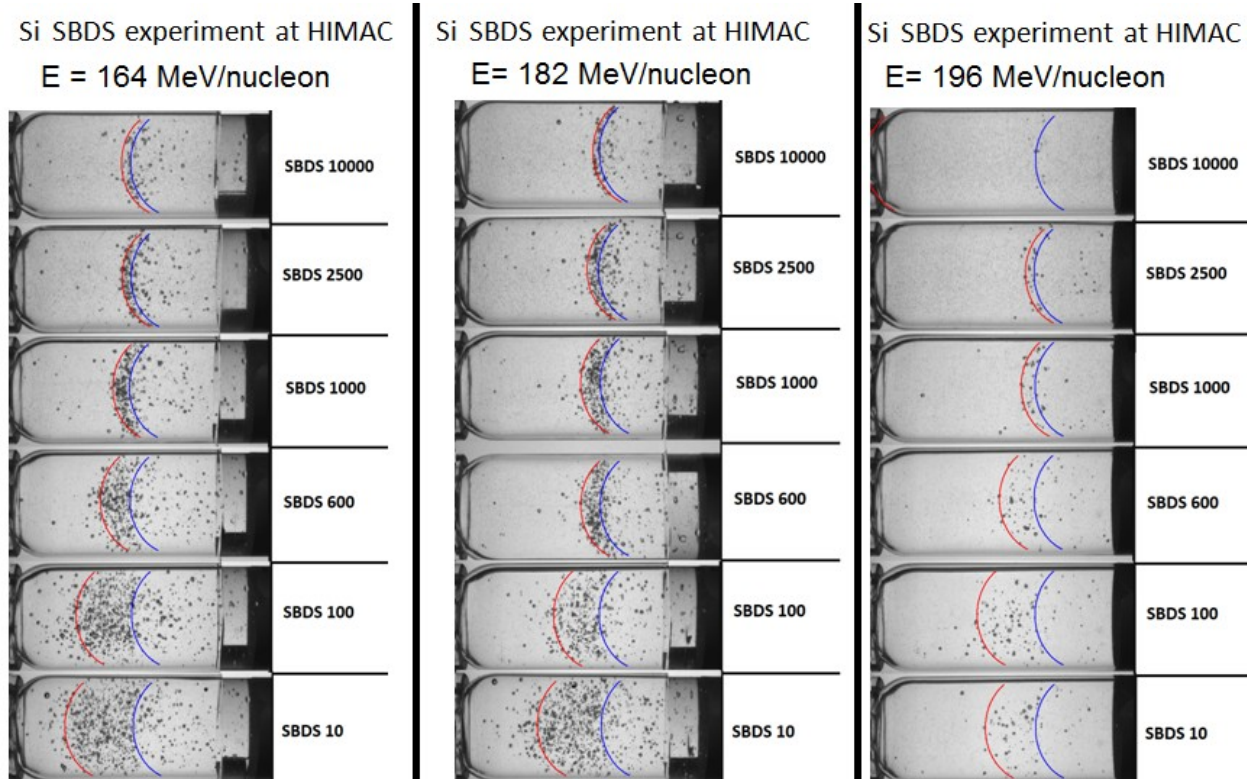 Si SBDS experiment at HIMAC
E = 164 MeV/nucleon
SBDS 10000
SBDS 2500
SBDS 1000
SBDS 600
SBDS 100
SBDS 10
Si SBDS experiment at HIMAC
E= 182 MeV/nucleon
SBDS 10000
SBDS 2500
SBDS 1000
SBDS 600
SBDS 100
SBDS 10
Si SBDS experiment at HIMAC
E= 196 MeV/nucleon
SBDS 10000
SBDS 2500
SBDS 1000
SBDS 600
SBDS 100
SBDS 10